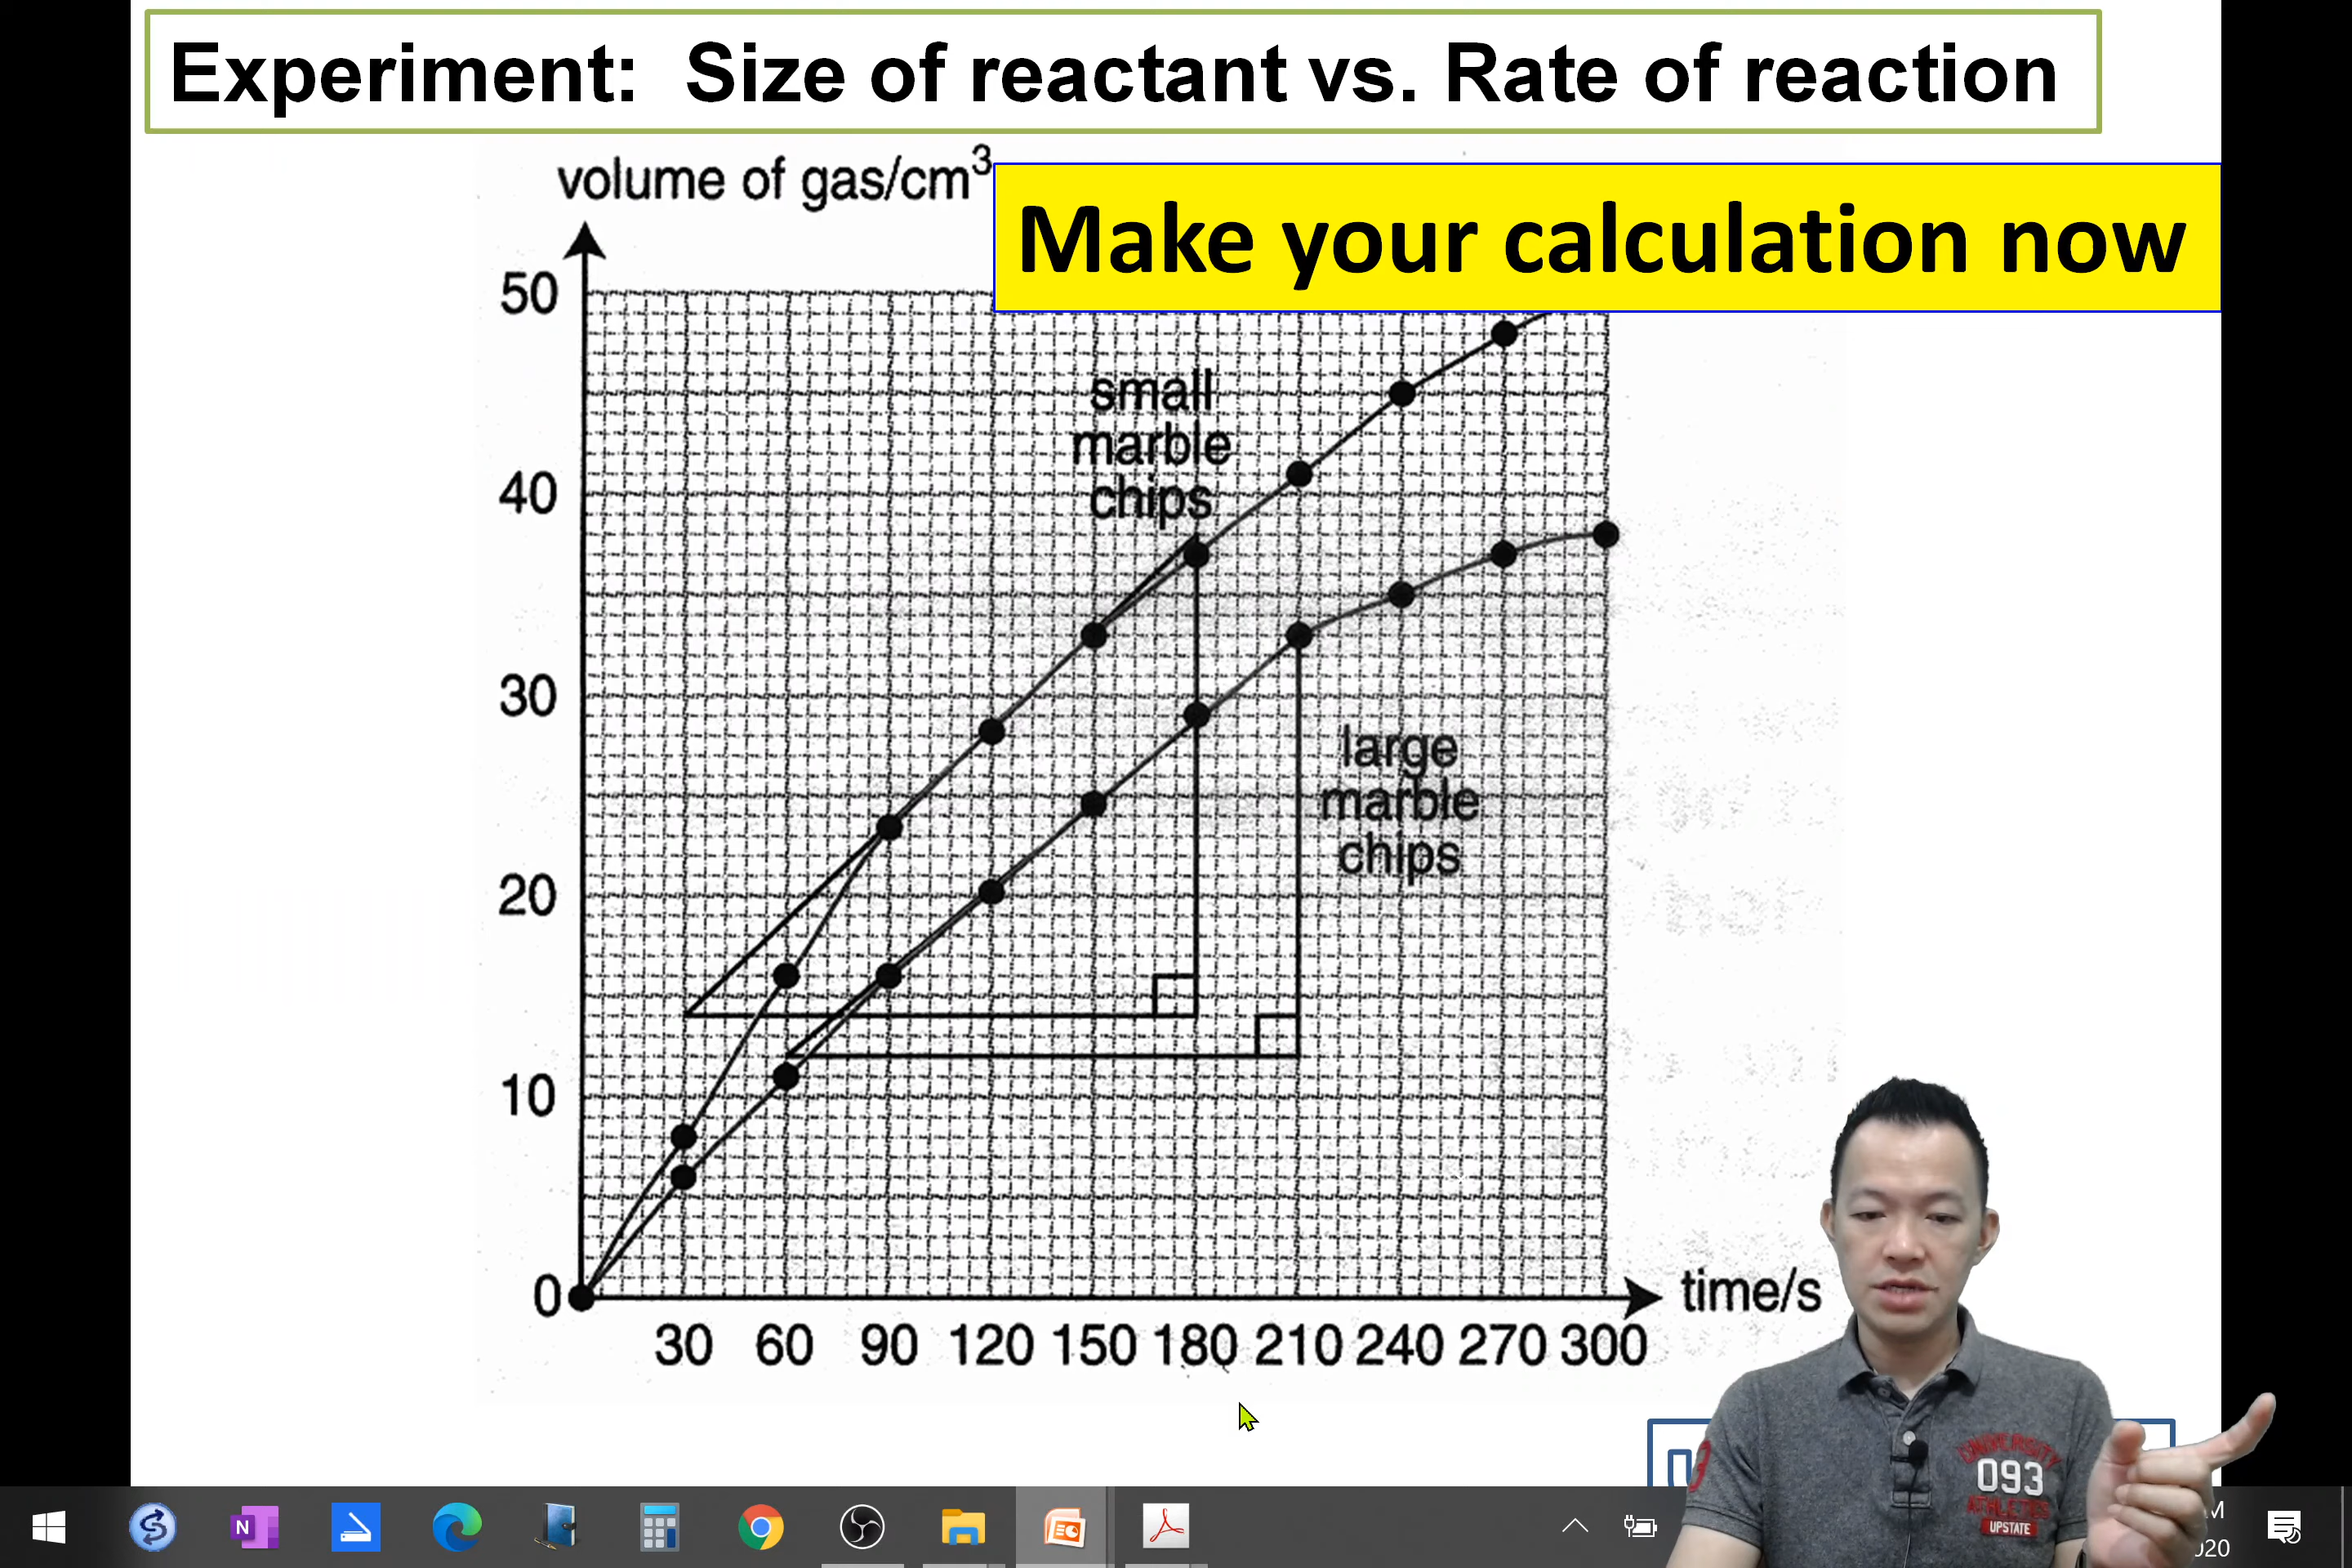 Experiment: Size of reactant vs. Rate of reaction
volume of gas/cm³
Make your calculation now
50
40
30
20
10
0
small
marble
chips
large
marble
chips
30 60 90 120 150 180 210 240 270 300
time/s
UNIVERSITY
093
ATHLETICS
UPSTATE